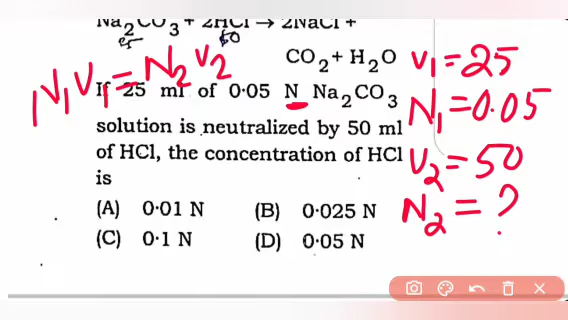 Na2CO3 + 2HCl → 2NaCl +
25 50
CO2 + H2O
N1V1 = N2V2
V1 = 25
If 25 ml of 0·05 N Na2CO3
N1 = 0.05
solution is neutralized by 50 ml
of HCl, the concentration of HCl
V2 = 50
is
(A) 0·01 N (B) 0·025 N
N2 = ?
(C) 0·1 N (D) 0·05 N